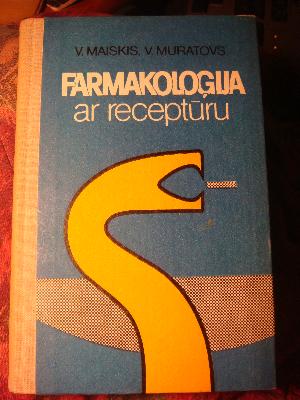 V. MAISKIS, V. MURATOVS
FARMAKOLOĢIJA
ar receptūru